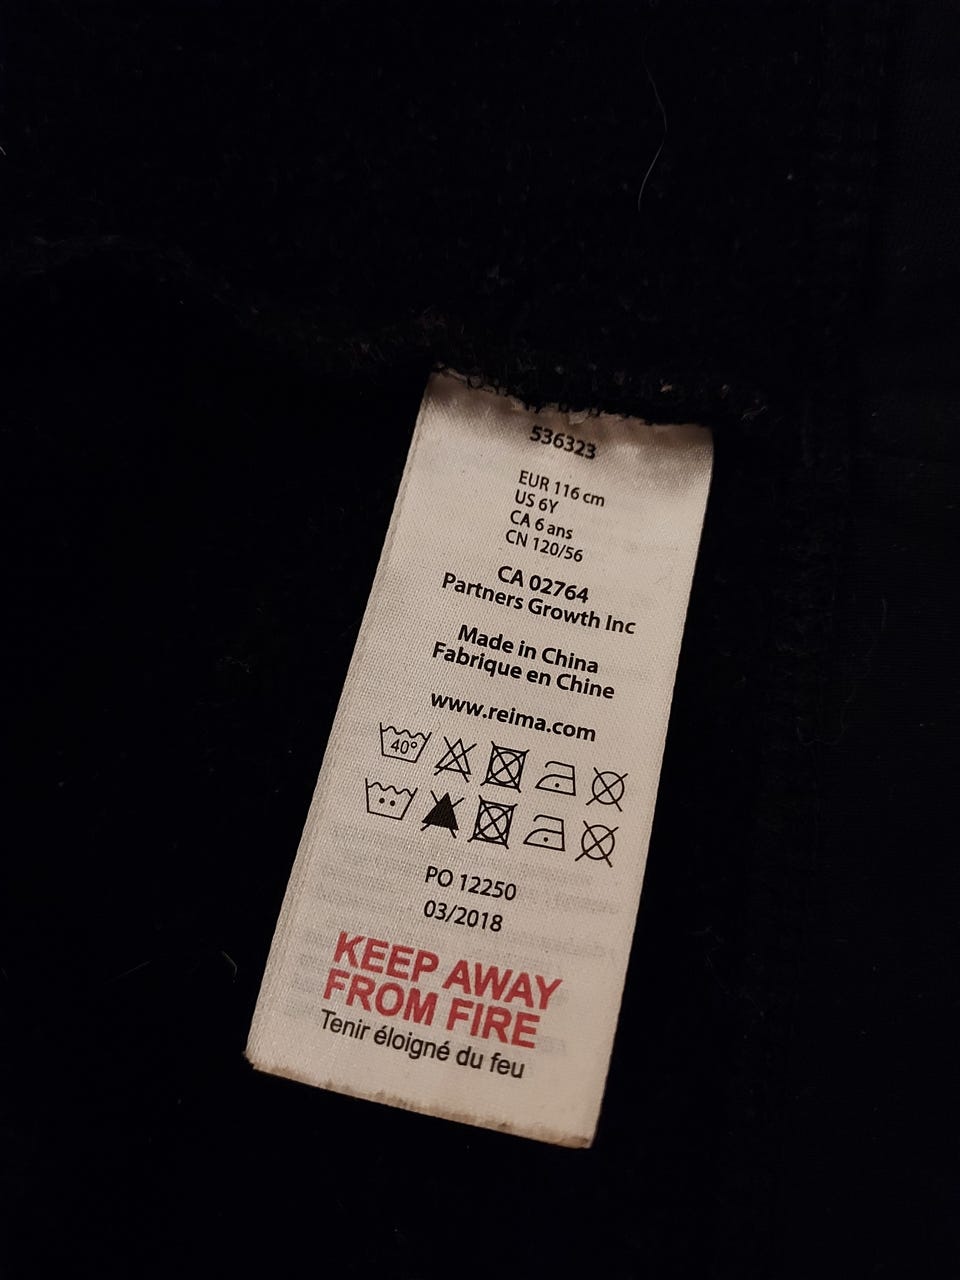 536323
EUR 116 cm
US 6Y
CA 6 ans
CN 120/56
CA 02764
Partners Growth Inc
Made in China
Fabrique en Chine
www.reima.com
40°
PO 12250
03/2018
KEEP AWAY
FROM FIRE
Tenir éloigné du feu